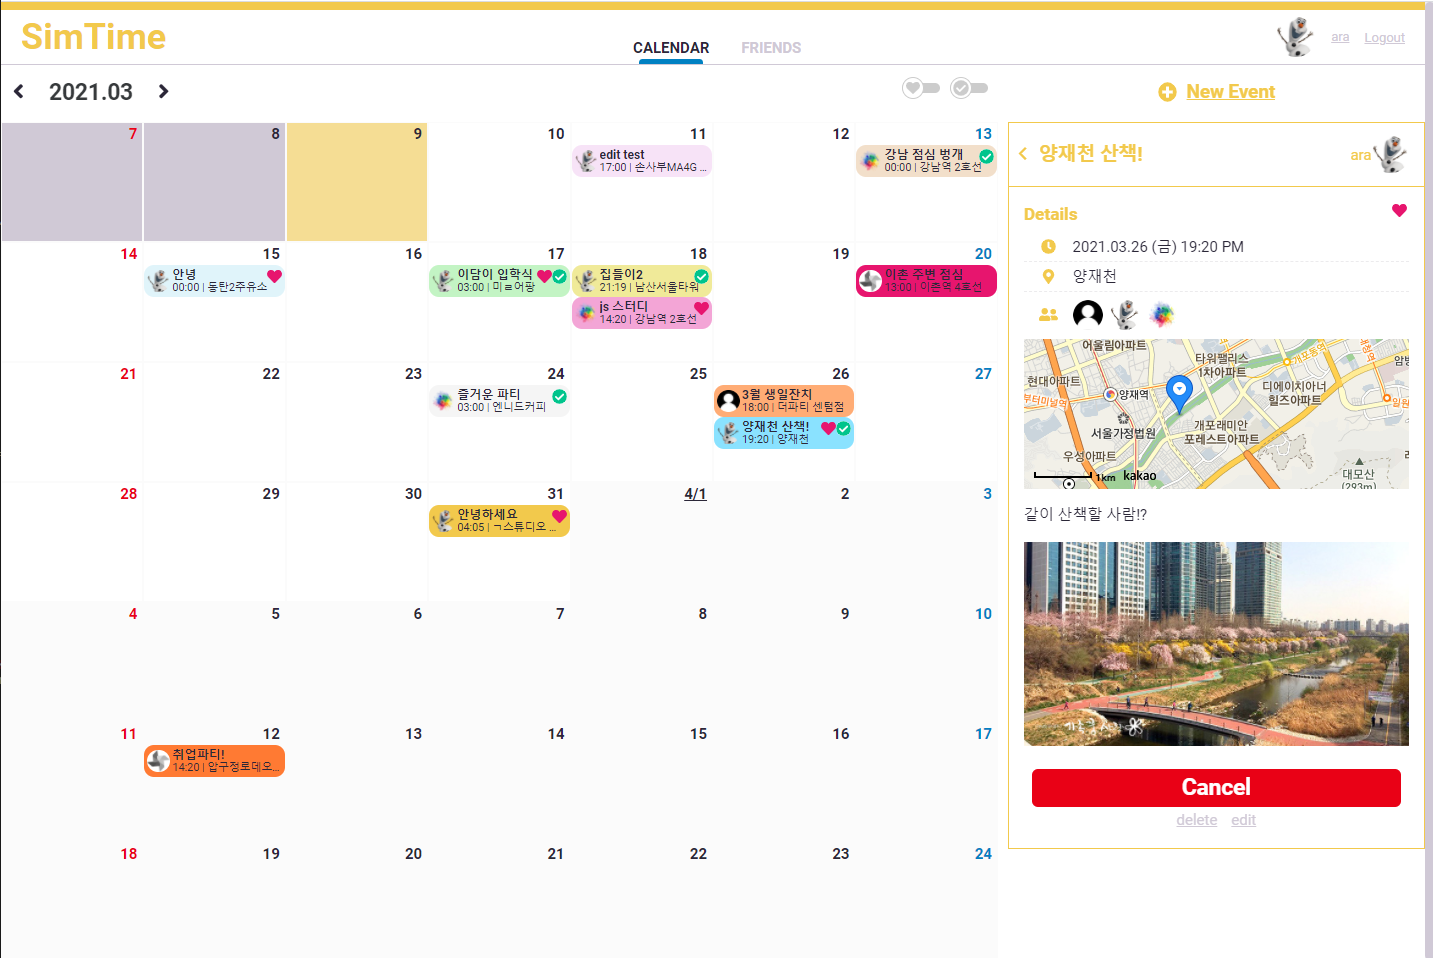 SimTime
CALENDAR
FRIENDS
ara
Logout
2021.03
New Event
7
8
9
10
11
12
13
edit test
17:00 | 손사부MA4G ...
강남 점심 벙개
00:00 | 강남역 2호선
14
15
16
17
18
19
20
안녕
00:00 | 동탄2주유소
이담이 입학식
03:00 | 미ㄹ어팡
집들이2
21:19 | 남산서울타워
js 스터디
14:20 | 강남역 2호선
이촌 주변 점심
13:00 | 이촌역 4호선
21
22
23
24
25
26
27
즐거운 파티
03:00 | 엔니드커피
3월 생일잔치
18:00 | 더파티 센텀점
양재천 산책!
19:20 | 양재천
28
29
30
31
4/1
2
3
안녕하세요
04:05 | ㄱ스튜디오 ...
4
5
6
7
8
9
10
11
12
13
14
15
16
17
취업파티!
14:20 | 압구정로데오...
18
19
20
21
22
23
24
양재천 산책!
ara
Details
2021.03.26 (금) 19:20 PM
양재천
어울림아파트
타워팰리스
1차아파트
개포동역
현대아파트
디에이치아너
힐즈아파트
부터미널역
양재역
서울가정법원
개포래미안
포레스트아파트
우성아파트
대모산
(293m)
1km
kakao
같이 산책할 사람!?
Cancel
delete
edit